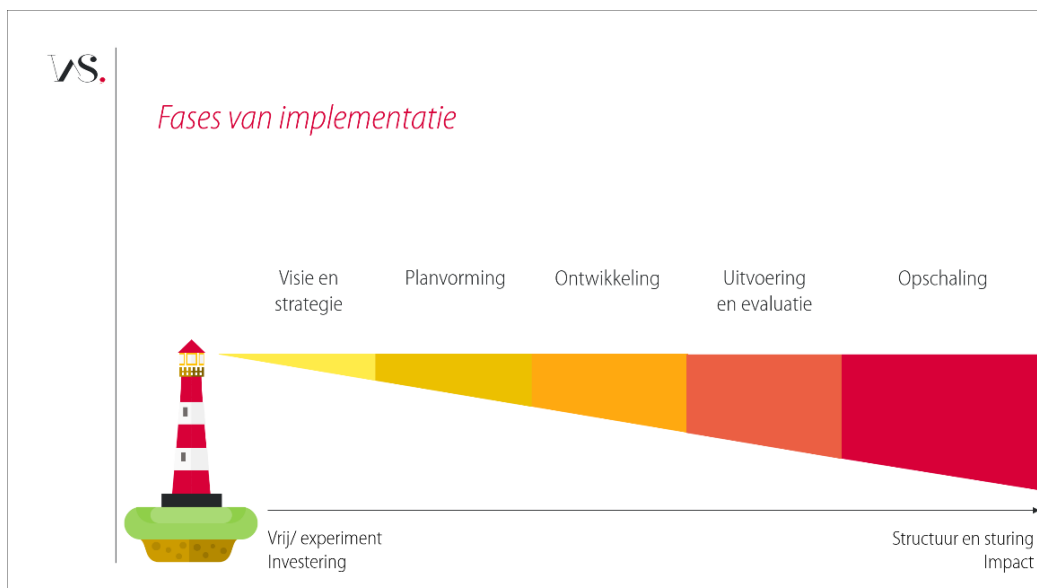 VS.
Fases van implementatie
Visie en
strategie
Planvorming
Ontwikkeling
Uitvoering
en evaluatie
Opschaling
Vrij/ experiment
Investering
Structuur en sturing
Impact